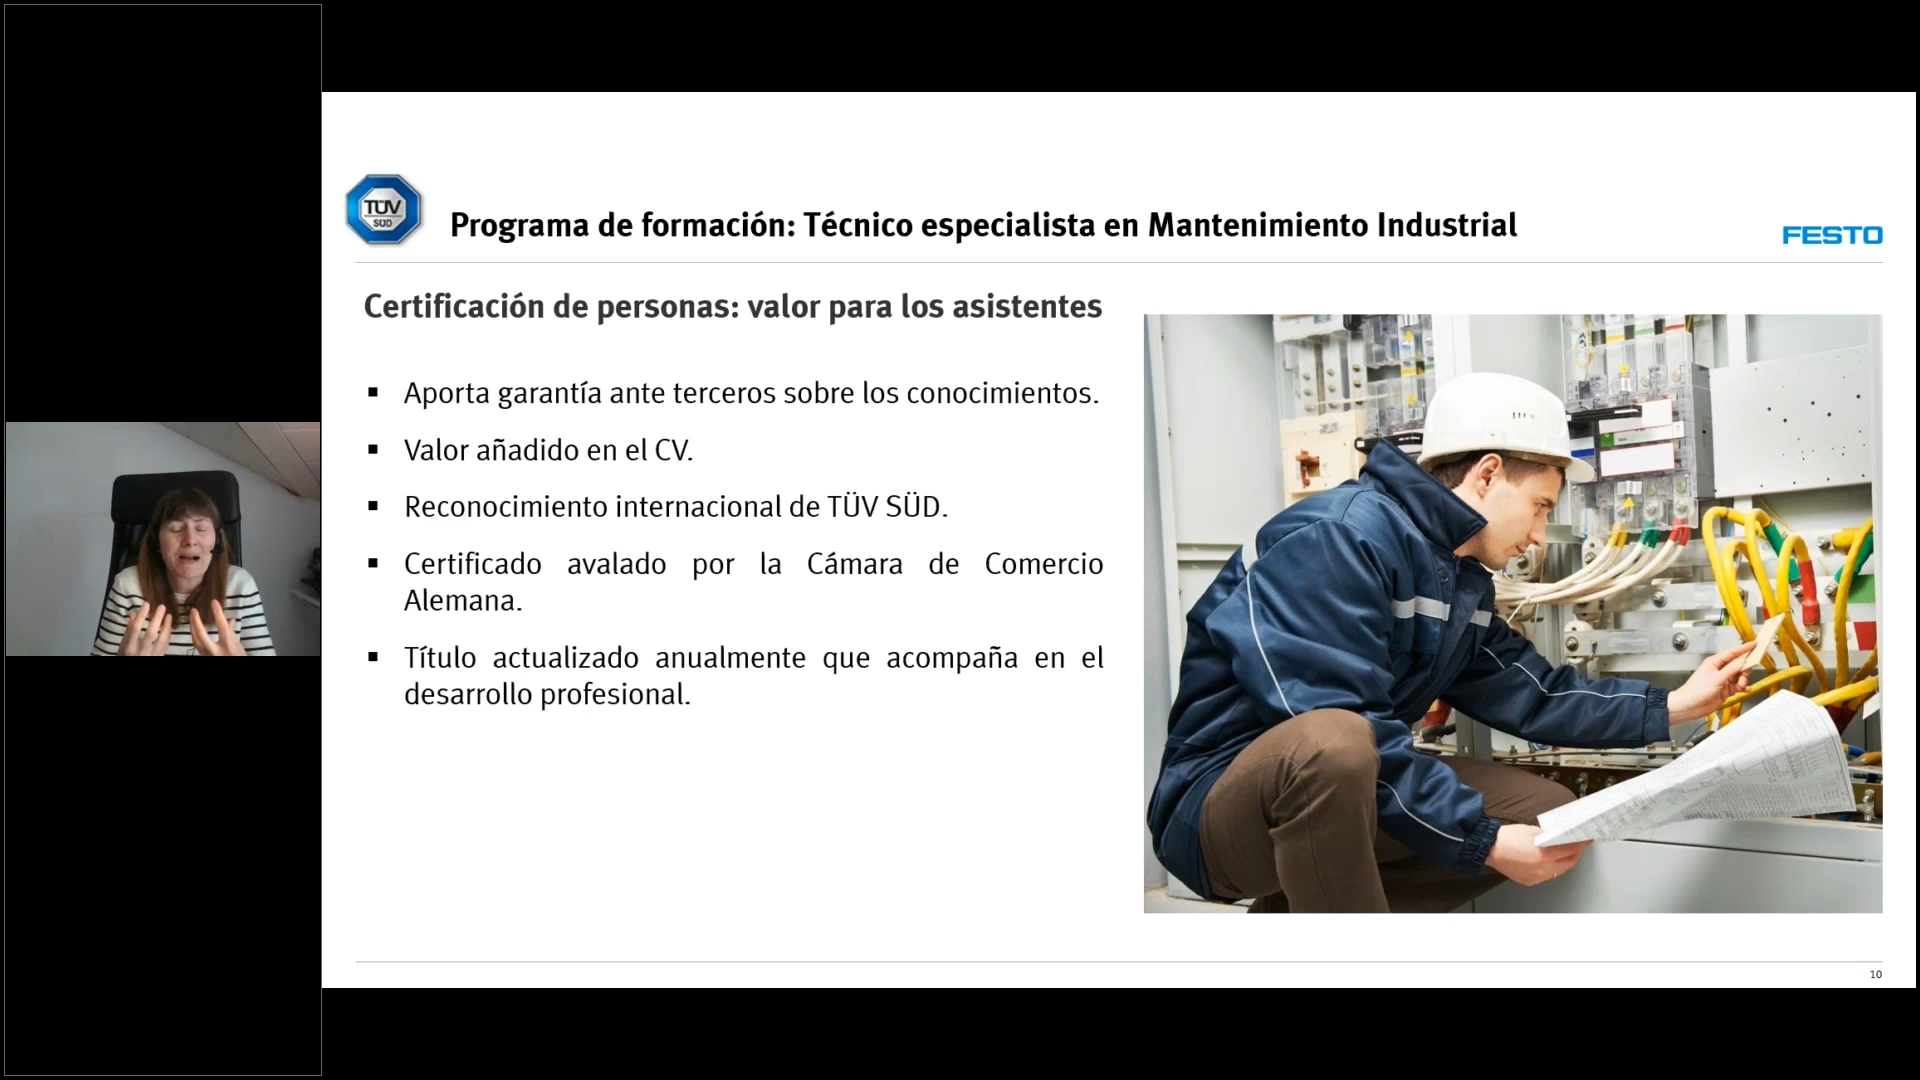 TÜV
SÜD
Programa de formación: Técnico especialista en Mantenimiento Industrial
FESTO
Certificación de personas: valor para los asistentes
▪ Aporta garantía ante terceros sobre los conocimientos.
▪ Valor añadido en el CV.
▪ Reconocimiento internacional de TÜV SÜD.
▪ Certificado avalado por la Cámara de Comercio
Alemana.
▪ Título actualizado anualmente que acompaña en el
desarrollo profesional.
10